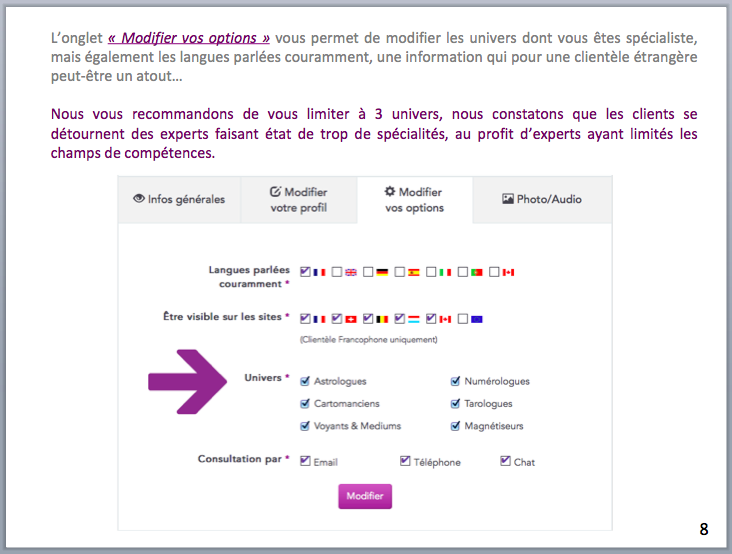 L’onglet « Modifier vos options » vous permet de modifier les univers dont vous êtes spécialiste,
mais également les langues parlées couramment, une information qui pour une clientèle étrangère
peut-être un atout...
Nous vous recommandons de vous limiter à 3 univers, nous constatons que les clients se
détournent des experts faisant état de trop de spécialités, au profit d’experts ayant limités les
champs de compétences.
Infos générales
Modifier
votre profil
Modifier
vos options
Photo/Audio
Langues parlées
couramment *
Être visible sur les sites *
(Clientèle Francophone uniquement)
Univers *
Astrologues
Numérologues
Cartomanciens
Tarologues
Voyants & Mediums
Magnétiseurs
Consultation par *
Email
Téléphone
Chat
Modifier
8